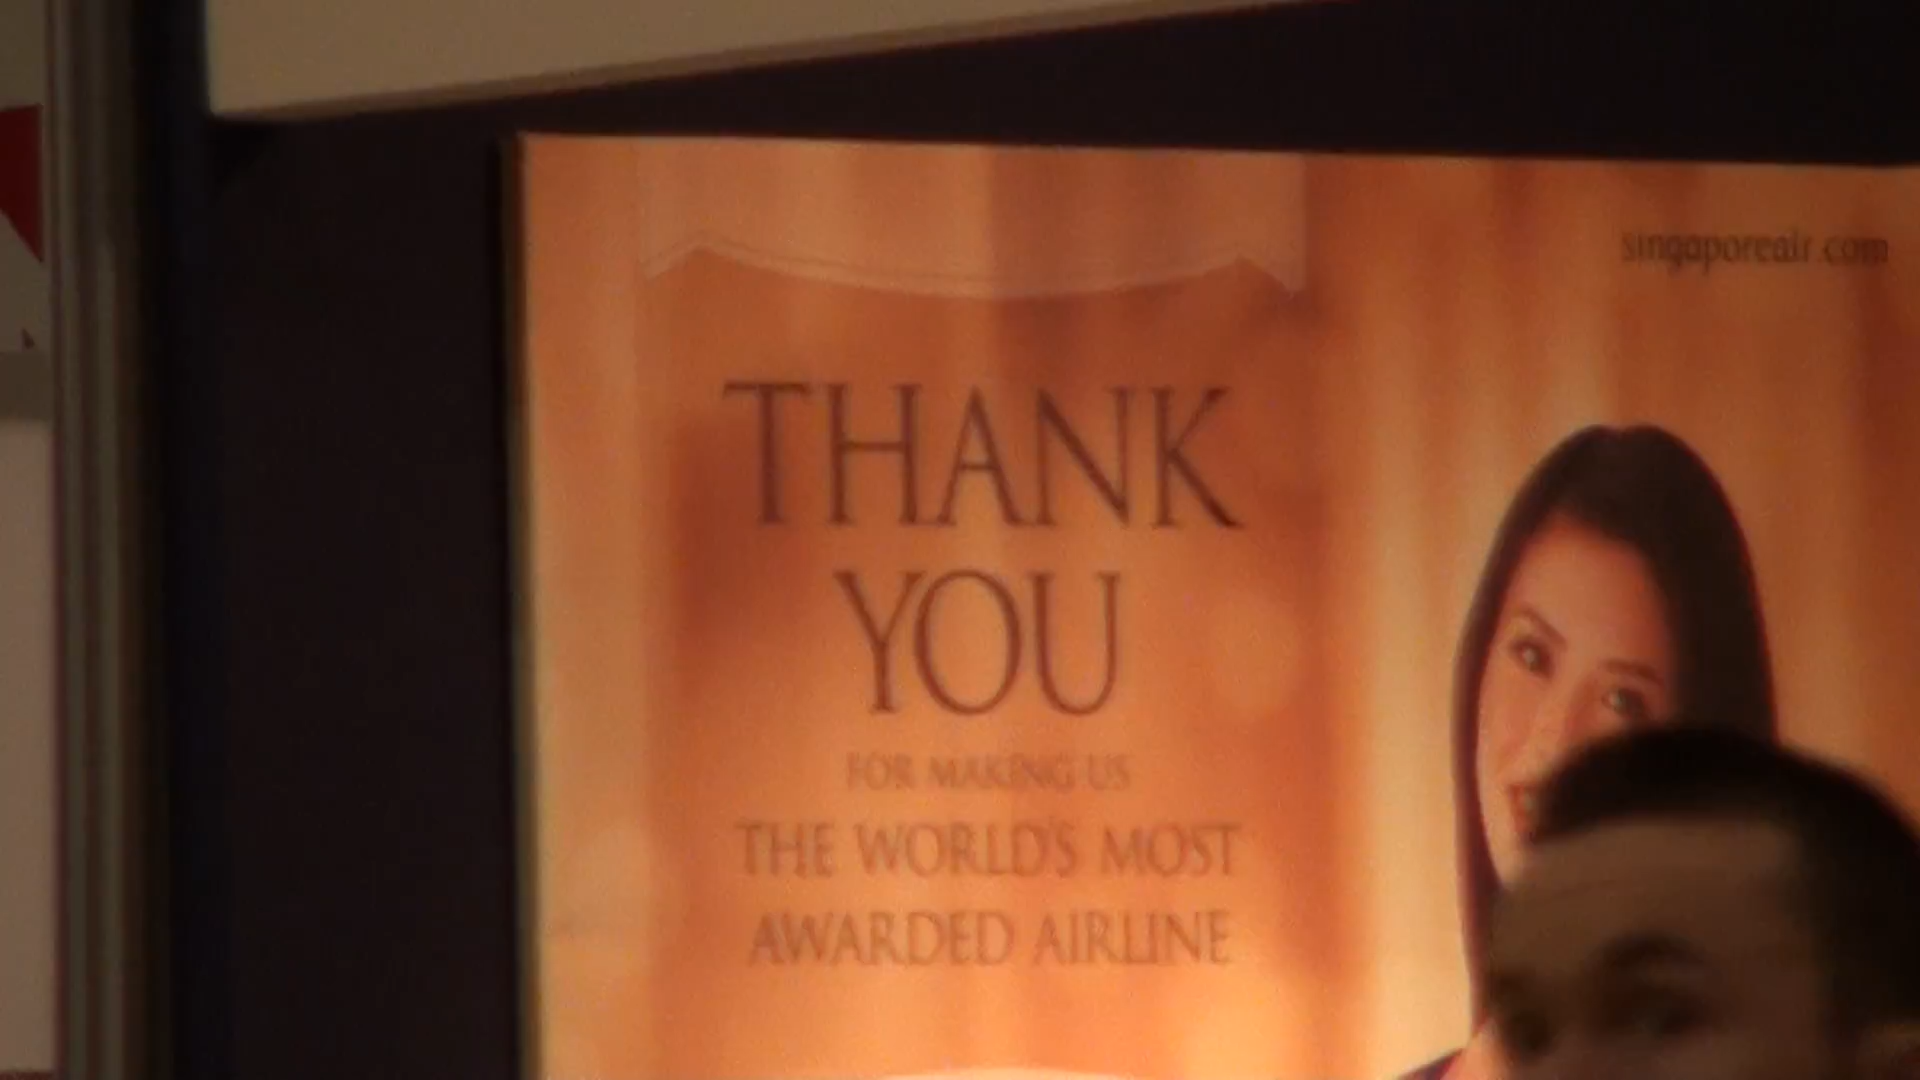 singaporeair.com
THANK
YOU
FOR MAKING US
THE WORLD'S MOST
AWARDED AIRLINE